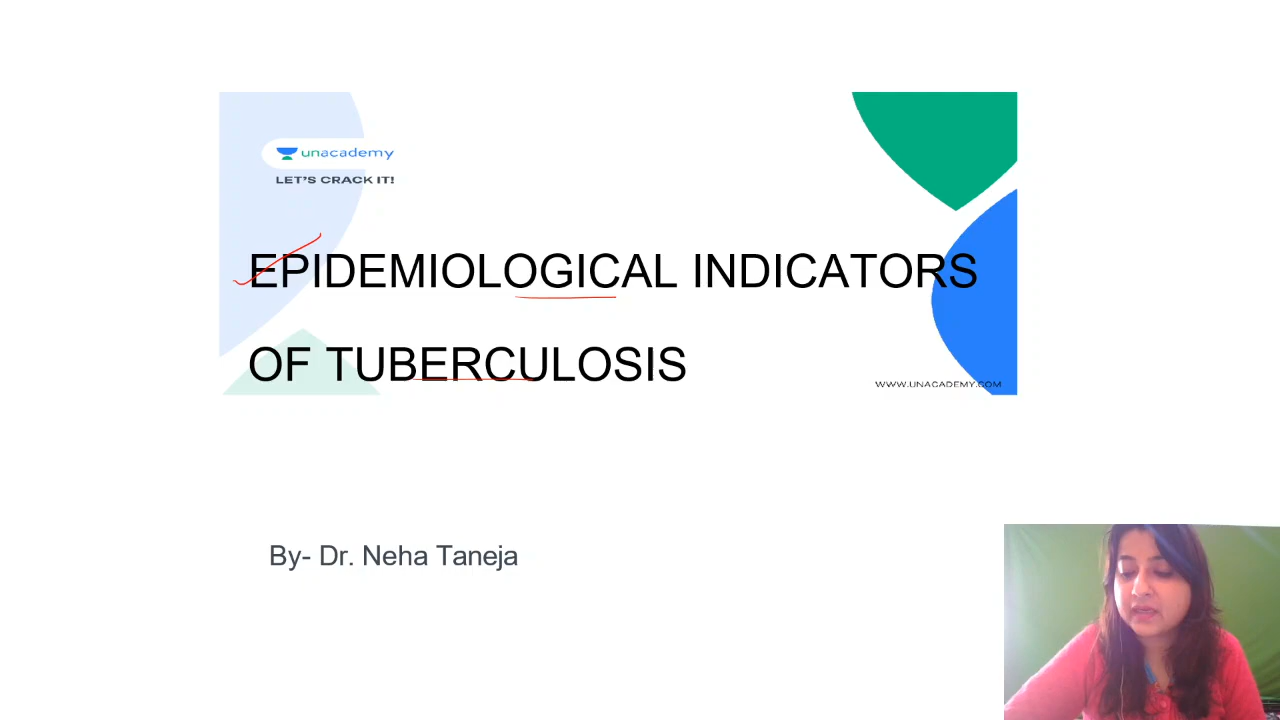 unacademy
LET'S CRACK IT!
EPIDEMIOLOGICAL INDICATORS
OF TUBERCULOSIS
WWW.UNACADEMY.COM
By- Dr. Neha Taneja